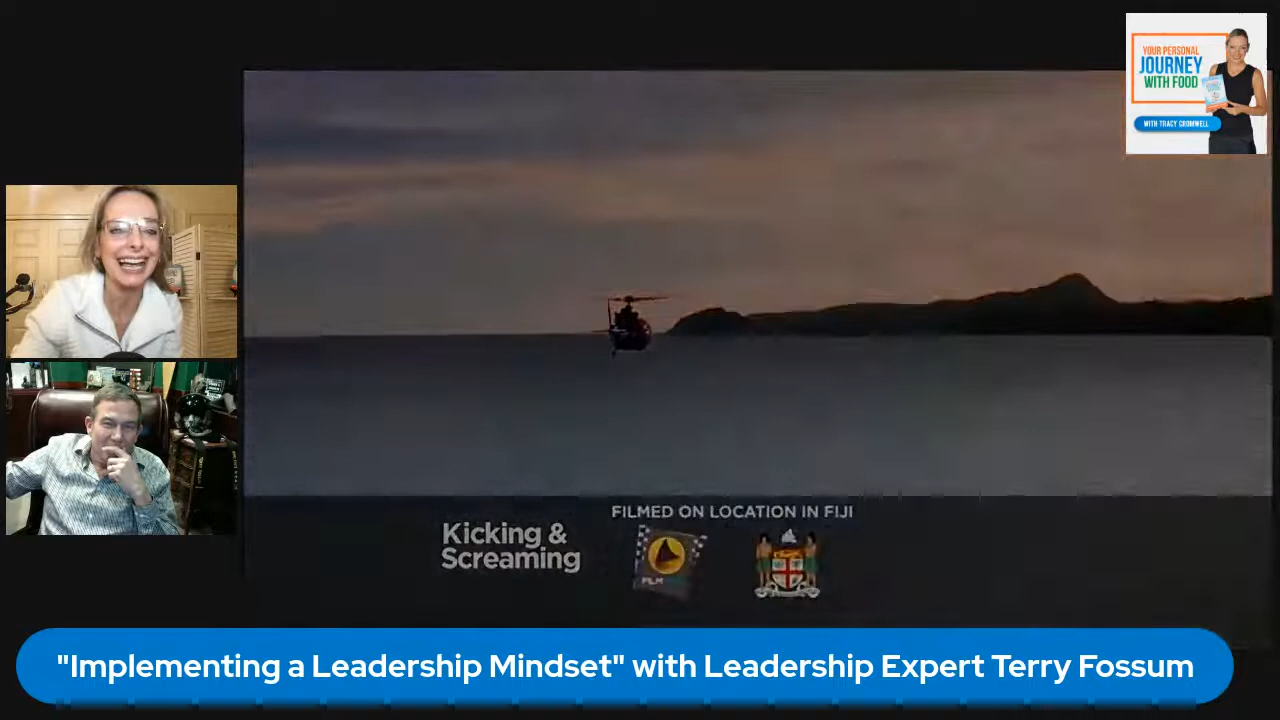 YOUR PERSONAL
JOURNEY
WITH FOOD
WITH TRACY CROMWELL
FILMED ON LOCATION IN FIJI
Kicking &
Screaming
FILM
"Implementing a Leadership Mindset" with Leadership Expert Terry Fossum